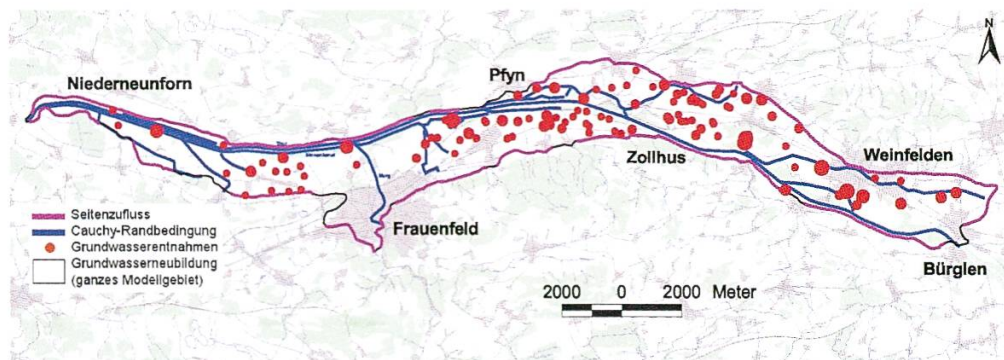 N
Niederneunforn
Pfyn
Zollhus
Weinfelden
Frauenfeld
Bürglen
Seitenzufluss
Cauchy-Randbedingung
Grundwasserentnahmen
Grundwasserneubildung
(ganzes Modellgebiet)
2000 0 2000 Meter